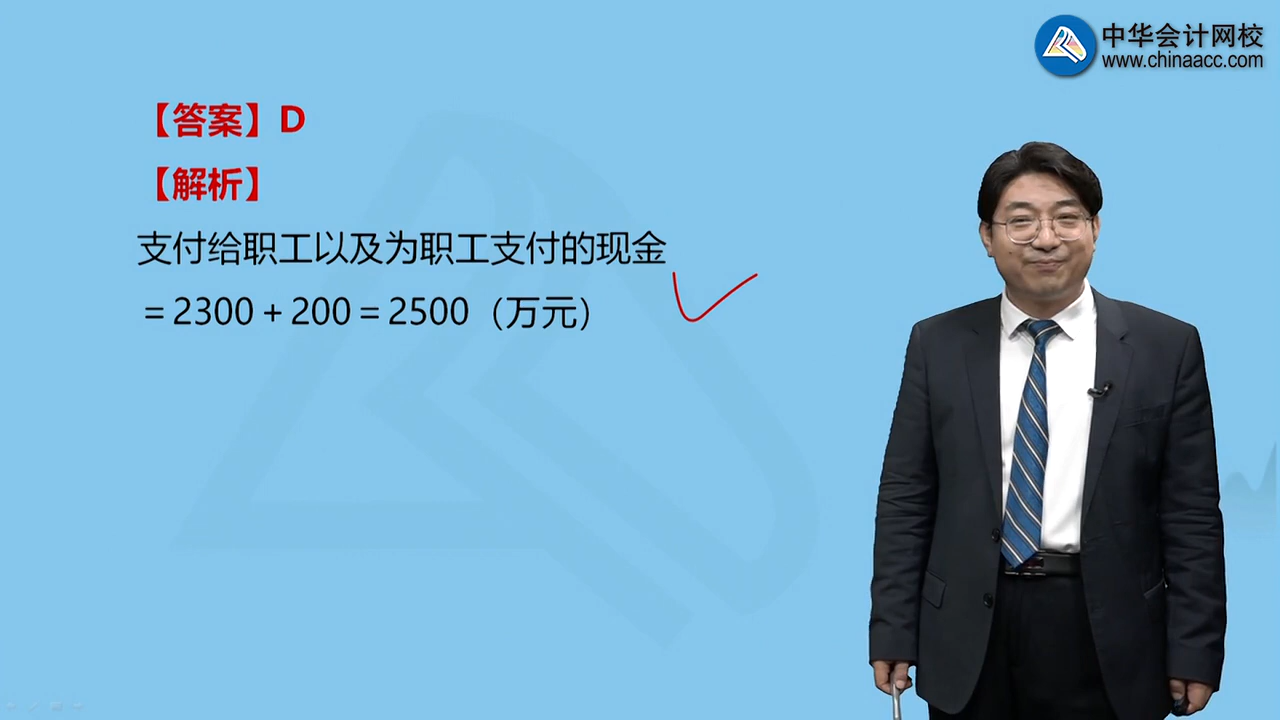 中华会计网校
www.chinaacc.com
【答案】D
【解析】
支付给职工以及为职工支付的现金
=2300+200=2500（万元）